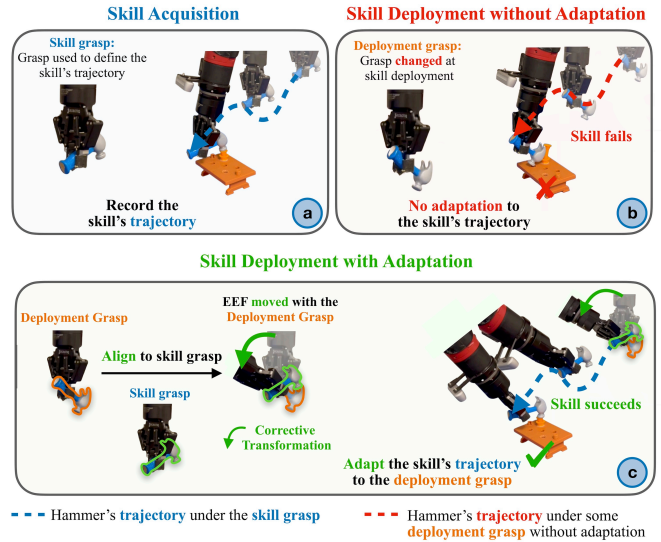 Skill Acquisition
Skill grasp:
Grasp used to define the
skill's trajectory
Record the
skill's trajectory
a
Skill Deployment without Adaptation
Deployment grasp:
Grasp changed at
skill deployment
Skill fails
No adaptation to
the skill's trajectory
b
Skill Deployment with Adaptation
Deployment Grasp
Align to skill grasp
Skill grasp
EEF moved with the
Deployment Grasp
Corrective
Transformation
Skill succeeds
Adapt the skill's trajectory
to the deployment grasp
c
Hammer's trajectory under the skill grasp
Hammer's trajectory under some
deployment grasp without adaptation